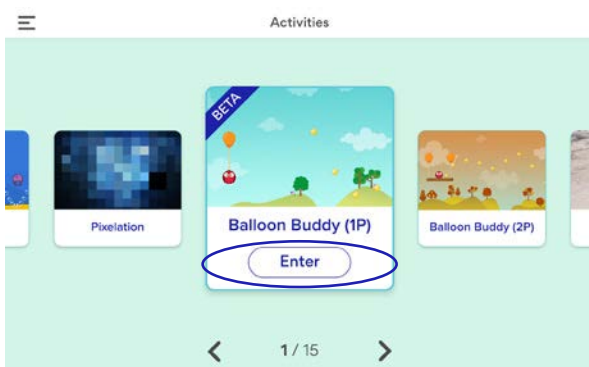 Activities
BETA
Pixelation
Balloon Buddy (1P)
Balloon Buddy (2P)
Enter
1 / 15